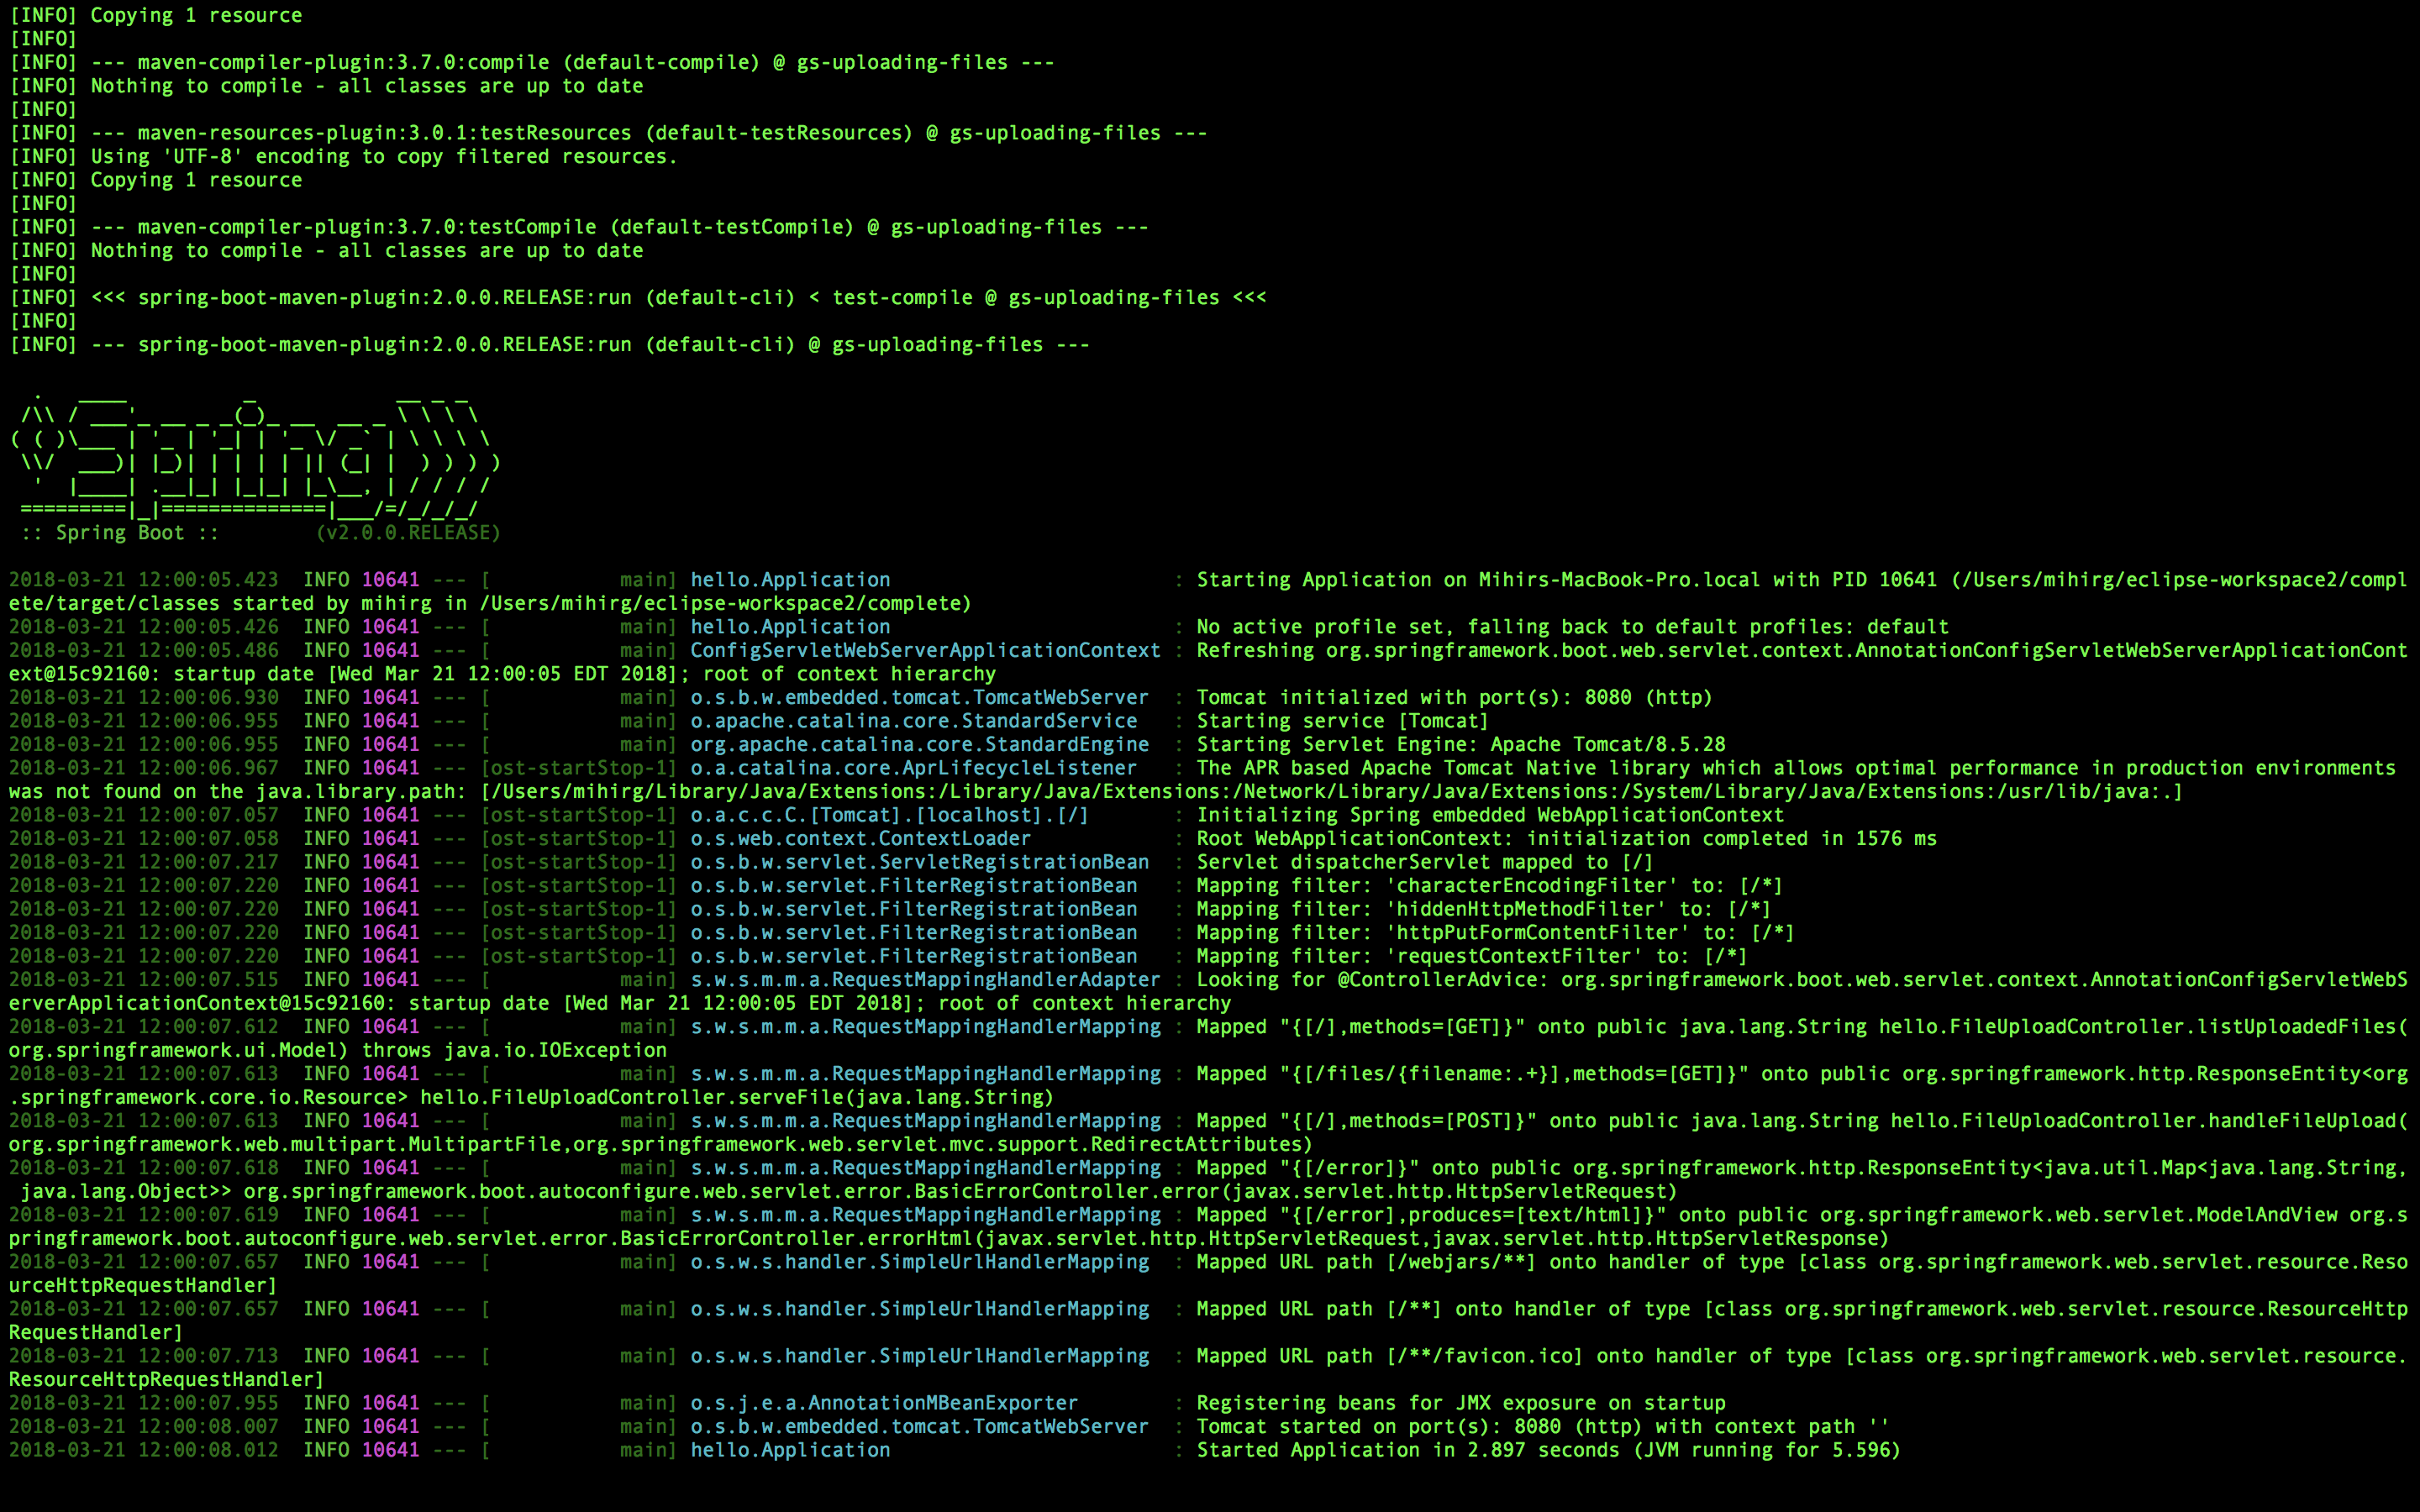 [INFO] Copying 1 resource
[INFO]
[INFO] --- maven-compiler-plugin:3.7.0:compile (default-compile) @ gs-uploading-files ---
[INFO] Nothing to compile - all classes are up to date
[INFO]
[INFO] --- maven-resources-plugin:3.0.1:testResources (default-testResources) @ gs-uploading-files ---
[INFO] Using 'UTF-8' encoding to copy filtered resources.
[INFO] Copying 1 resource
[INFO]
[INFO] --- maven-compiler-plugin:3.7.0:testCompile (default-testCompile) @ gs-uploading-files ---
[INFO] Nothing to compile - all classes are up to date
[INFO]
[INFO] <<< spring-boot-maven-plugin:2.0.0.RELEASE:run (default-cli) < test-compile @ gs-uploading-files <<<
[INFO]
[INFO] --- spring-boot-maven-plugin:2.0.0.RELEASE:run (default-cli) @ gs-uploading-files ---

  .   ____          _            __ _ _
 /\\ / ___'_ __ _ _(_)_ __  __ _ \ \ \ \
( ( )\___ | '_ | '_| | '_ \/ _` | \ \ \ \
 \\/  ___)| |_)| | | | | || (_| |  ) ) ) )
  '  |____| .__|_| |_|_| |_\__, | / / / /
 =========|_|==============|___/=/_/_/_/
 :: Spring Boot ::        (v2.0.0.RELEASE)

2018-03-21 12:00:05.423  INFO 10641 --- [           main] hello.Application                        : Starting Application on Mihirs-MacBook-Pro.local with PID 10641 (/Users/mihirg/eclipse-workspace2/compl
ete/target/classes started by mihirg in /Users/mihirg/eclipse-workspace2/complete)
2018-03-21 12:00:05.426  INFO 10641 --- [           main] hello.Application                        : No active profile set, falling back to default profiles: default
2018-03-21 12:00:05.486  INFO 10641 --- [           main] ConfigServletWebServerApplicationContext : Refreshing org.springframework.boot.web.servlet.context.AnnotationConfigServletWebServerApplicationCont
ext@15c92160: startup date [Wed Mar 21 12:00:05 EDT 2018]; root of context hierarchy
2018-03-21 12:00:06.930  INFO 10641 --- [           main] o.s.b.w.embedded.tomcat.TomcatWebServer  : Tomcat initialized with port(s): 8080 (http)
2018-03-21 12:00:06.955  INFO 10641 --- [           main] o.apache.catalina.core.StandardService   : Starting service [Tomcat]
2018-03-21 12:00:06.955  INFO 10641 --- [           main] org.apache.catalina.core.StandardEngine  : Starting Servlet Engine: Apache Tomcat/8.5.28
2018-03-21 12:00:06.967  INFO 10641 --- [ost-startStop-1] o.a.catalina.core.AprLifecycleListener   : The APR based Apache Tomcat Native library which allows optimal performance in production environments
was not found on the java.library.path: [/Users/mihirg/Library/Java/Extensions:/Library/Java/Extensions:/Network/Library/Java/Extensions:/System/Library/Java/Extensions:/usr/lib/java:.]
2018-03-21 12:00:07.057  INFO 10641 --- [ost-startStop-1] o.a.c.c.C.[Tomcat].[localhost].[/]       : Initializing Spring embedded WebApplicationContext
2018-03-21 12:00:07.058  INFO 10641 --- [ost-startStop-1] o.s.web.context.ContextLoader            : Root WebApplicationContext: initialization completed in 1576 ms
2018-03-21 12:00:07.217  INFO 10641 --- [ost-startStop-1] o.s.b.w.servlet.ServletRegistrationBean  : Servlet dispatcherServlet mapped to [/]
2018-03-21 12:00:07.220  INFO 10641 --- [ost-startStop-1] o.s.b.w.servlet.FilterRegistrationBean   : Mapping filter: 'characterEncodingFilter' to: [/*]
2018-03-21 12:00:07.220  INFO 10641 --- [ost-startStop-1] o.s.b.w.servlet.FilterRegistrationBean   : Mapping filter: 'hiddenHttpMethodFilter' to: [/*]
2018-03-21 12:00:07.220  INFO 10641 --- [ost-startStop-1] o.s.b.w.servlet.FilterRegistrationBean   : Mapping filter: 'httpPutFormContentFilter' to: [/*]
2018-03-21 12:00:07.220  INFO 10641 --- [ost-startStop-1] o.s.b.w.servlet.FilterRegistrationBean   : Mapping filter: 'requestContextFilter' to: [/*]
2018-03-21 12:00:07.515  INFO 10641 --- [           main] s.w.s.m.m.a.RequestMappingHandlerAdapter : Looking for @ControllerAdvice: org.springframework.boot.web.servlet.context.AnnotationConfigServletWebS
erverApplicationContext@15c92160: startup date [Wed Mar 21 12:00:05 EDT 2018]; root of context hierarchy
2018-03-21 12:00:07.612  INFO 10641 --- [           main] s.w.s.m.m.a.RequestMappingHandlerMapping : Mapped "{[/],methods=[GET]}" onto public java.lang.String hello.FileUploadController.listUploadedFiles(
org.springframework.ui.Model) throws java.io.IOException
2018-03-21 12:00:07.613  INFO 10641 --- [           main] s.w.s.m.m.a.RequestMappingHandlerMapping : Mapped "{[/files/{filename:.+}],methods=[GET]}" onto public org.springframework.http.ResponseEntity<org
.springframework.core.io.Resource> hello.FileUploadController.serveFile(java.lang.String)
2018-03-21 12:00:07.613  INFO 10641 --- [           main] s.w.s.m.m.a.RequestMappingHandlerMapping : Mapped "{[/],methods=[POST]}" onto public java.lang.String hello.FileUploadController.handleFileUpload(
org.springframework.web.multipart.MultipartFile,org.springframework.web.servlet.mvc.support.RedirectAttributes)
2018-03-21 12:00:07.618  INFO 10641 --- [           main] s.w.s.m.m.a.RequestMappingHandlerMapping : Mapped "{[/error]}" onto public org.springframework.http.ResponseEntity<java.util.Map<java.lang.String,
 java.lang.Object>> org.springframework.boot.autoconfigure.web.servlet.error.BasicErrorController.error(javax.servlet.http.HttpServletRequest)
2018-03-21 12:00:07.619  INFO 10641 --- [           main] s.w.s.m.m.a.RequestMappingHandlerMapping : Mapped "{[/error],produces=[text/html]}" onto public org.springframework.web.servlet.ModelAndView org.s
pringframework.boot.autoconfigure.web.servlet.error.BasicErrorController.errorHtml(javax.servlet.http.HttpServletRequest,javax.servlet.http.HttpServletResponse)
2018-03-21 12:00:07.657  INFO 10641 --- [           main] o.s.w.s.handler.SimpleUrlHandlerMapping  : Mapped URL path [/webjars/**] onto handler of type [class org.springframework.web.servlet.resource.Reso
urceHttpRequestHandler]
2018-03-21 12:00:07.657  INFO 10641 --- [           main] o.s.w.s.handler.SimpleUrlHandlerMapping  : Mapped URL path [/**] onto handler of type [class org.springframework.web.servlet.resource.ResourceHttp
RequestHandler]
2018-03-21 12:00:07.713  INFO 10641 --- [           main] o.s.w.s.handler.SimpleUrlHandlerMapping  : Mapped URL path [/**/favicon.ico] onto handler of type [class org.springframework.web.servlet.resource.
ResourceHttpRequestHandler]
2018-03-21 12:00:07.955  INFO 10641 --- [           main] o.s.j.e.a.AnnotationMBeanExporter        : Registering beans for JMX exposure on startup
2018-03-21 12:00:08.007  INFO 10641 --- [           main] o.s.b.w.embedded.tomcat.TomcatWebServer  : Tomcat started on port(s): 8080 (http) with context path ''
2018-03-21 12:00:08.012  INFO 10641 --- [           main] hello.Application                        : Started Application in 2.897 seconds (JVM running for 5.596)